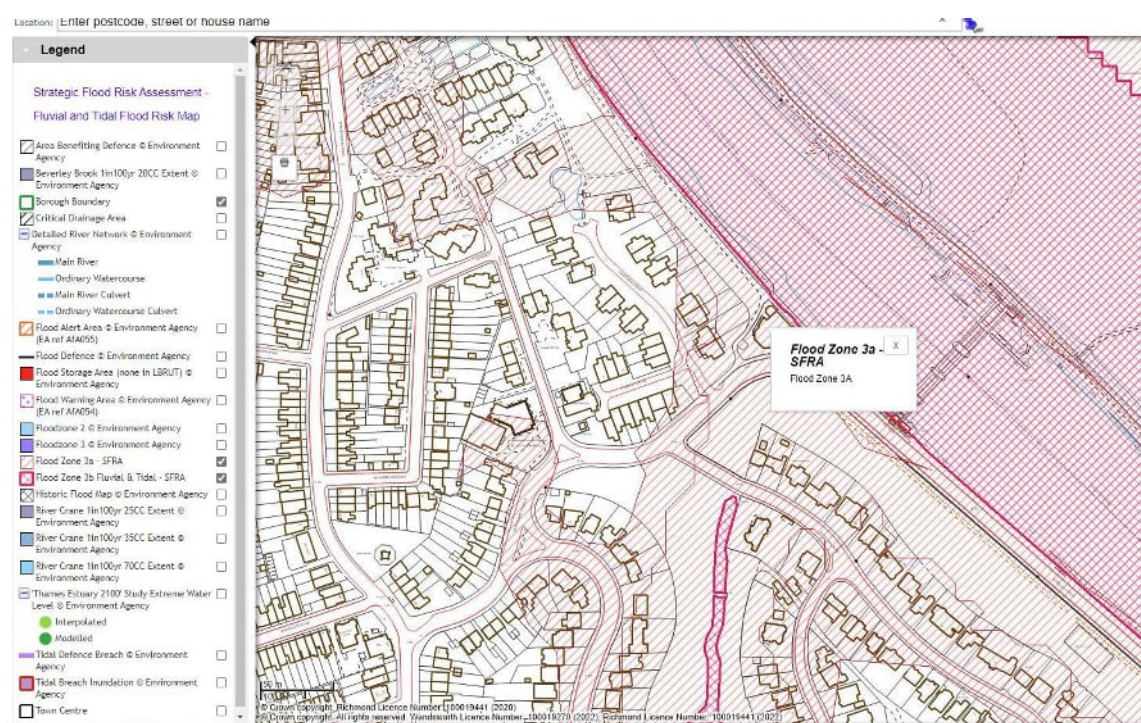 Location: Enter postcode, street or house name
Legend
Strategic Flood Risk Assessment -
Fluvial and Tidal Flood Risk Map
Area Benefiting Defence © Environment
Agency
Beverley Brook 1in100yr 20CC Extent ©
Environment Agency
Borough Boundary
Critical Drainage Area
Detailed River Network © Environment
Agency
Main River
Ordinary Watercourse
Main River Culvert
Ordinary Watercourse Culvert
Flood Alert Area © Environment Agency
(EA ref AfA055)
Flood Defence © Environment Agency
Flood Storage Area (none in LBRUT) ©
Environment Agency
Flood Warning Area © Environment Agency
(EA ref AfA054)
Floodzone 2 © Environment Agency
Floodzone 3 © Environment Agency
Flood Zone 3a - SFRA
Flood Zone 3b Fluvial & Tidal - SFRA
Historic Flood Map © Environment Agency
River Crane 1in100yr 25CC Extent ©
Environment Agency
River Crane 1in100yr 35CC Extent ©
Environment Agency
River Crane 1in100yr 70CC Extent ©
Environment Agency
'Thames Estuary 2100' Study Extreme Water
Level © Environment Agency
Interpolated
Modelled
Tidal Defence Breach © Environment
Agency
Tidal Breach Inundation © Environment
Agency
Town Centre
Flood Zone 3a - X
SFRA
Flood Zone 3A
50 m
© Crown copyright, Richmond Licence Number: 100019441 (2020)
© Crown copyright. All rights reserved. Wandsworth Licence Number: 100019270 (2022), Richmond Licence Number: 100019441 (2022)